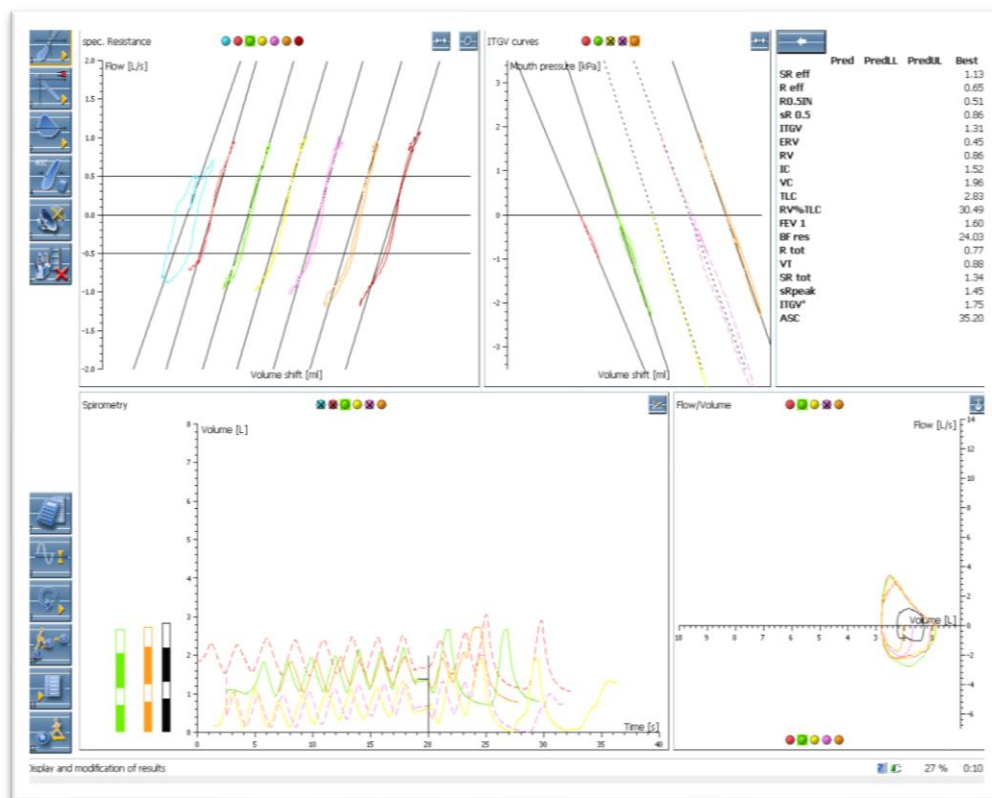 spec. Resistance
Flow [L/s]
2.0
1.5
1.0
0.5
0.0
-0.5
-1.0
-1.5
-2.0
Volume shift [ml]
ITGV curves
Mouth pressure [kPa]
3
2
1
0
-1
-2
-3
Volume shift [ml]
Pred PredLL PredUL Best
SR eff 1.13
R eff 0.65
R0.5IN 0.51
sR 0.5 0.86
ITGV 1.31
ERV 0.45
RV 0.86
IC 1.52
VC 1.96
TLC 2.83
RV%TLC 30.49
FEV 1 1.60
BF res 24.03
R tot 0.77
VT 0.88
SR tot 1.34
sRpeak 1.45
ITGV" 1.75
ASC 35.20
Spirometry
Volume [L]
8
7
6
5
4
3
2
1
0
0 5 10 15 20 25 30 35 40
Time [s]
Flow/Volume
Flow [L/s]
14
12
10
8
6
4
2
Volume [L]
10 9 8 7 6 5 4 3 2 1 0
-2
-4
-6
ASC
Display and modification of results
27 % 0:10